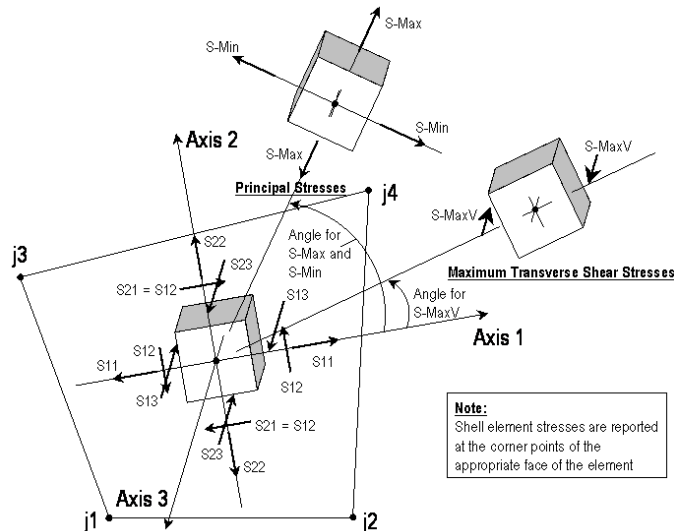 S-Max
S-Min
S-Min
S-Max
Axis 2
S-MaxV
Principal Stresses
j4
S-MaxV
S22
Angle for
S-Max and
S-Min
j3
S23
S21 = S12
Maximum Transverse Shear Stresses
S13
Angle for
S-MaxV
Axis 1
S12
S11
S11
S12
S13
Note:
Shell element stresses are reported
at the corner points of the
appropriate face of the element
S21 = S12
S23
S22
Axis 3
j1
j2